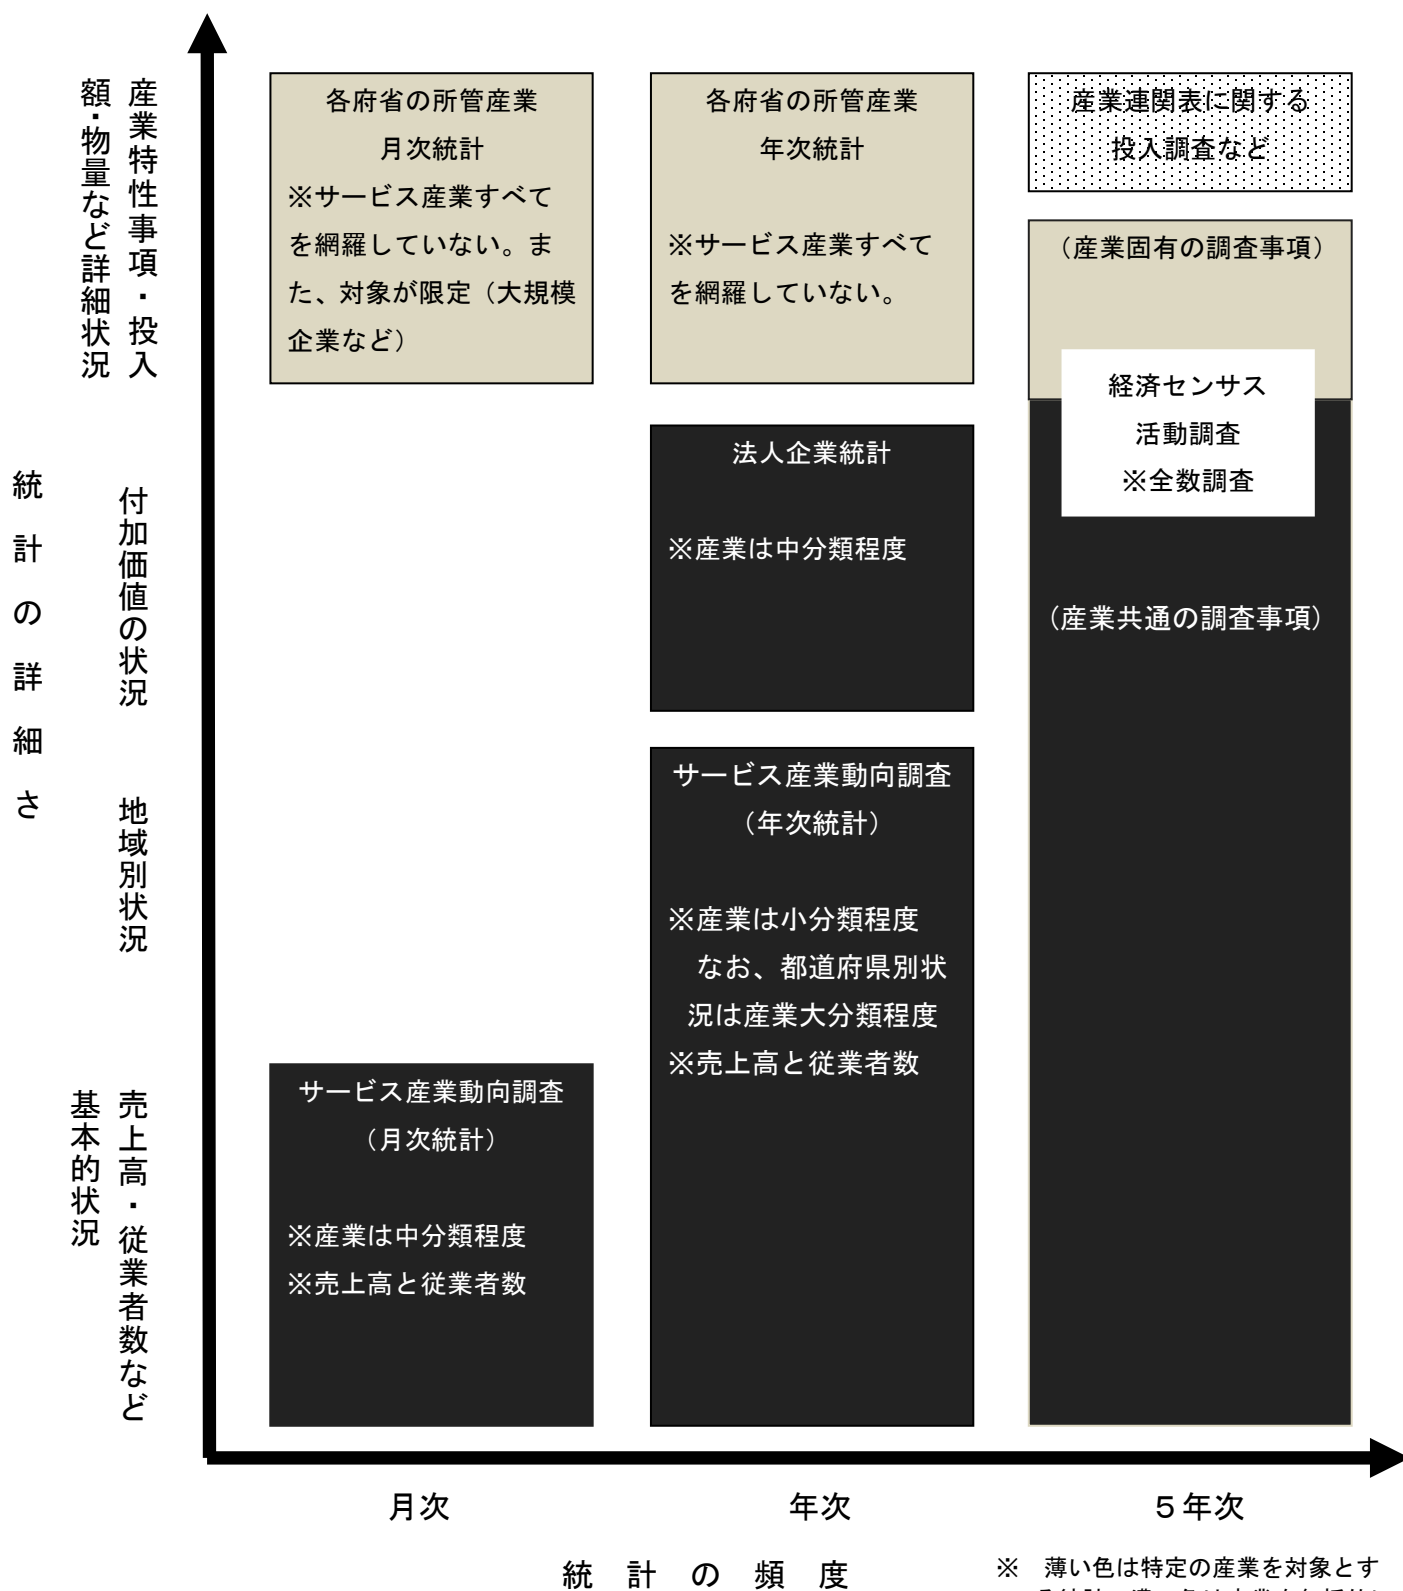 産業特性事項・投入
額・物量など詳細状況
付加価値の状況
地域別状況
売上高・従業者数など
基本的状況
統計の詳細さ
各府省の所管産業
月次統計
※サービス産業すべて
を網羅していない。ま
た、対象が限定（大規模
企業など）
サービス産業動向調査
（月次統計）
※産業は中分類程度
※売上高と従業者数
各府省の所管産業
年次統計
※サービス産業すべて
を網羅していない。
法人企業統計
※産業は中分類程度
サービス産業動向調査
（年次統計）
※産業は小分類程度
なお、都道府県別状
況は産業大分類程度
※売上高と従業者数
産業連関表に関する
投入調査など
（産業固有の調査事項）
経済センサス
活動調査
※全数調査
（産業共通の調査事項）
月次
年次
５年次
統計の頻度
※　薄い色は特定の産業を対象とす